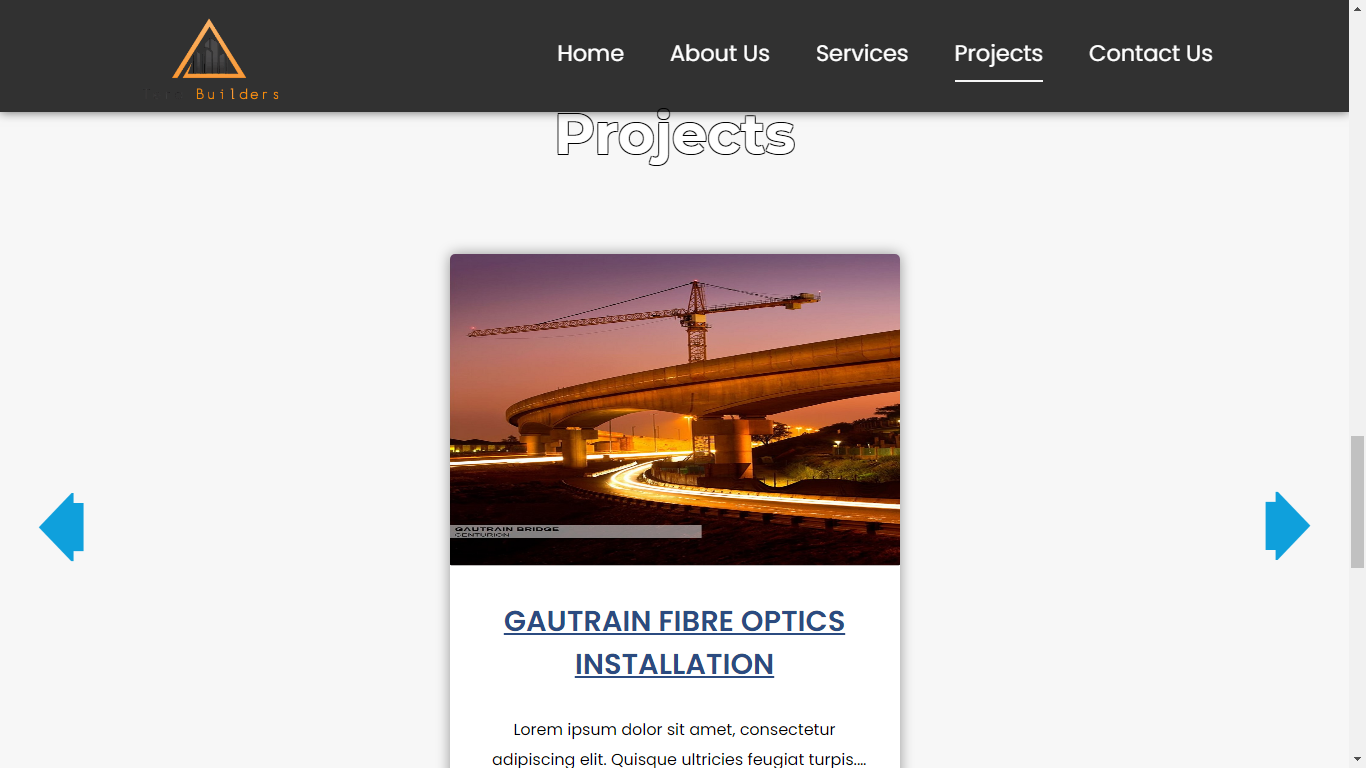 Home
About Us
Services
Projects
Contact Us
Builders
Projects
GAUTRAIN BRIDGE
CENTURION
GAUTRAIN FIBRE OPTICS
INSTALLATION
Lorem ipsum dolor sit amet, consectetur
adipiscing elit. Quisque ultricies feugiat turpis....